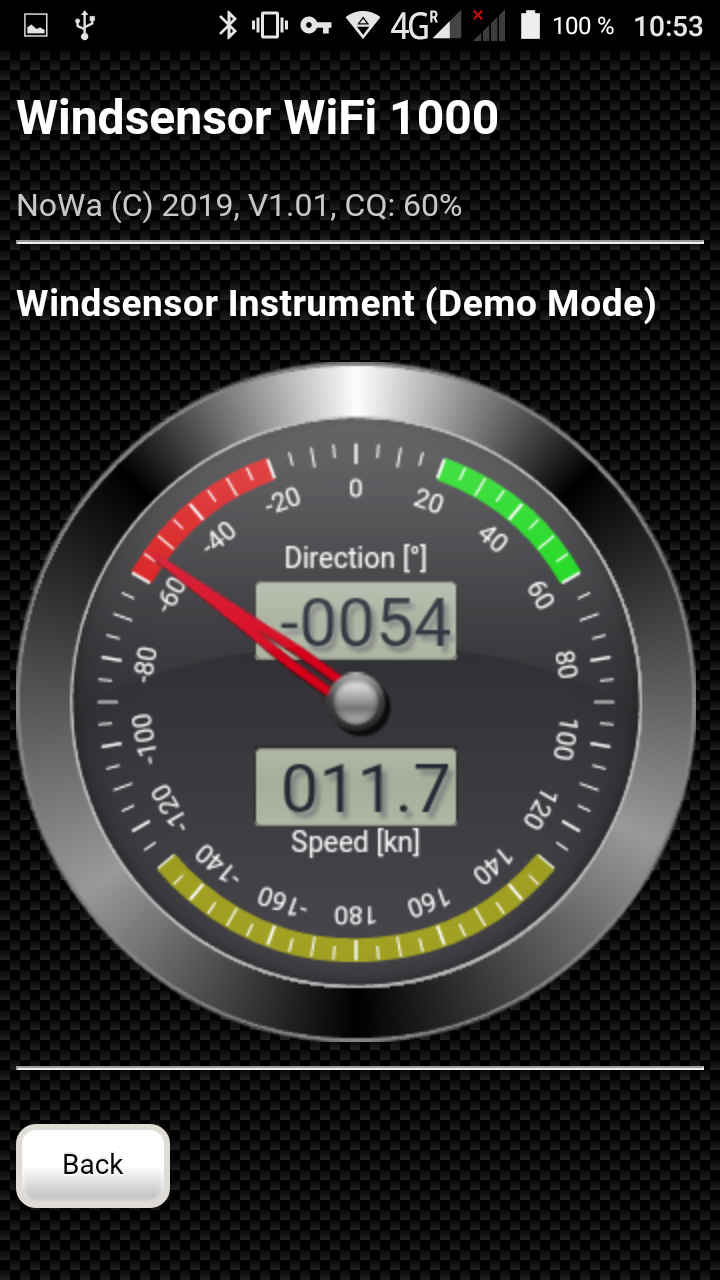 4G R 100 % 10:53
Windsensor WiFi 1000
NoWa (C) 2019, V1.01, CQ: 60%
Windsensor Instrument (Demo Mode)
-20 0 20
-40 40
Direction [°]
-60 60
-0054
-80 80
-100 100
011.7
-120 120
Speed [kn]
-140 140
-160 180 160
Back